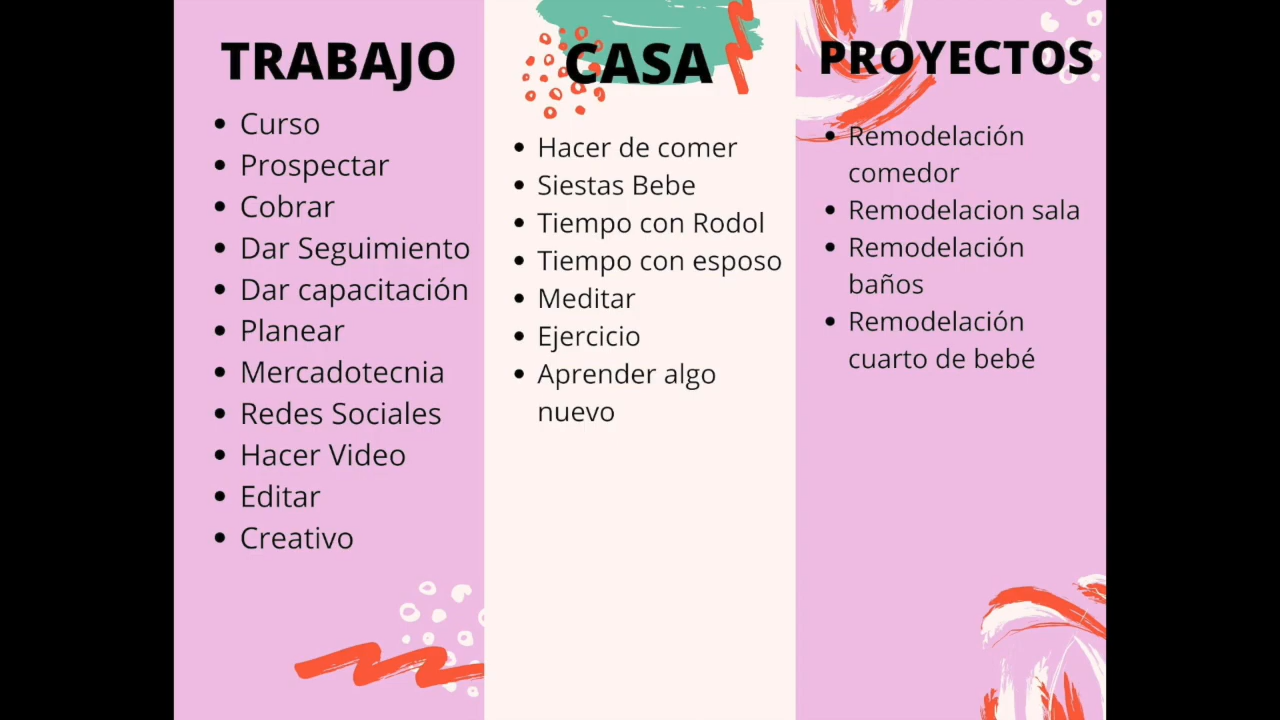 TRABAJO
Curso
Prospectar
Cobrar
Dar Seguimiento
Dar capacitación
Planear
Mercadotecnia
Redes Sociales
Hacer Video
Editar
Creativo
CASA
Hacer de comer
Siestas Bebe
Tiempo con Rodol
Tiempo con esposo
Meditar
Ejercicio
Aprender algo
nuevo
PROYECTOS
Remodelación
comedor
Remodelacion sala
Remodelación
baños
Remodelación
cuarto de bebé